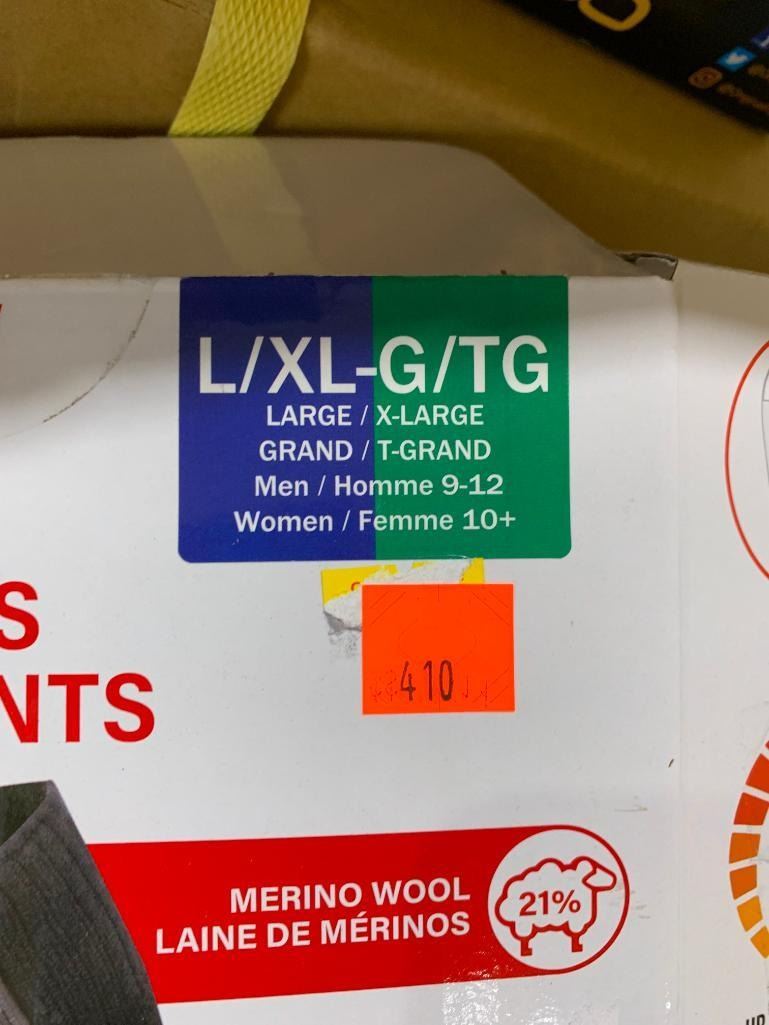 L/XL-G/TG
LARGE / X-LARGE
GRAND / T-GRAND
Men / Homme 9-12
Women / Femme 10+
S
NTS
410
MERINO WOOL
LAINE DE MÉRINOS
21%